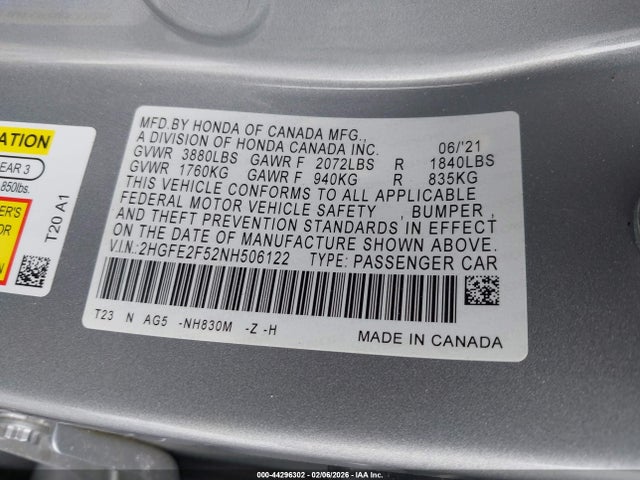 MFD.BY HONDA OF CANADA MFG.,
A DIVISION OF HONDA CANADA INC. 06/'21
GVWR 3880LBS GAWR F 2072LBS R 1840LBS
GVWR 1760KG GAWR F 940KG R 835KG
THIS VEHICLE CONFORMS TO ALL APPLICABLE
FEDERAL MOTOR VEHICLE SAFETY , BUMPER ,
AND THEFT PREVENTION STANDARDS IN EFFECT
ON THE DATE OF MANUFACTURE SHOWN ABOVE.
V.I.N.:2HGFE2F52NH506122 TYPE: PASSENGER CAR
T23 N AG5 -NH830M -Z -H
MADE IN CANADA
ATION
EAR 3
850lbs.
ER'S
OR
N
T20 A1
000-44296302 - 02/06/2026 - IAA Inc.